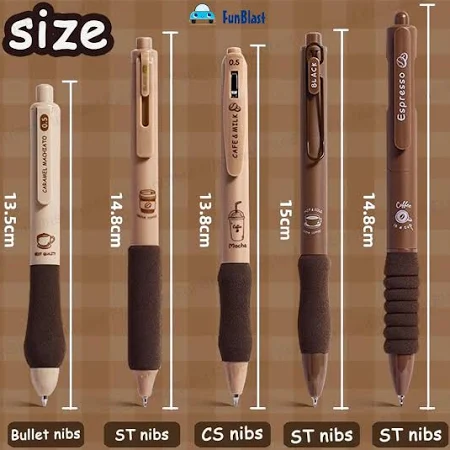 size
FunBlast
0.5
CARAMEL MACHIATO
0.5
CAFE & MILK
Mocha
BLACK
Espresso
Coffee
13.5cm
14.8cm
13.8cm
15cm
14.8cm
Bullet nibs
ST nibs
CS nibs
ST nibs
ST nibs